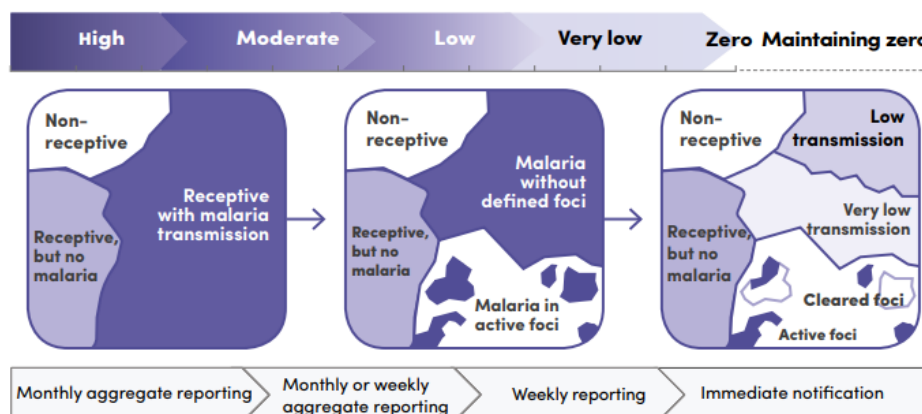 High
Moderate
Low
Very low
Zero
Maintaining zero
Non-
receptive
Receptive
with malaria
transmission
Receptive,
but no
malaria
Non-
receptive
Malaria
without
defined foci
Receptive,
but no
malaria
Malaria in
active foci
Non-
receptive
Low
transmission
Very low
transmission
Receptive,
but no
malaria
Cleared foci
Active foci
Monthly aggregate reporting
Monthly or weekly
aggregate reporting
Weekly reporting
Immediate notification